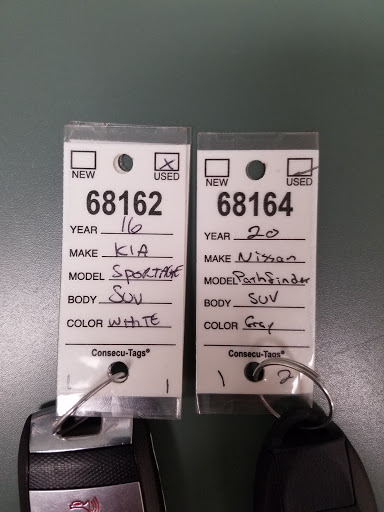 NEW
X
USED
68162
YEAR 16
MAKE KIA
MODEL SPORTAGE
BODY SUV
COLOR WHITE
Consecu-Tags®
1
NEW
USED
68164
YEAR 20
MAKE Nissan
MODEL Pathfinder
BODY SUV
COLOR Gray
Consecu-Tags®
1 2